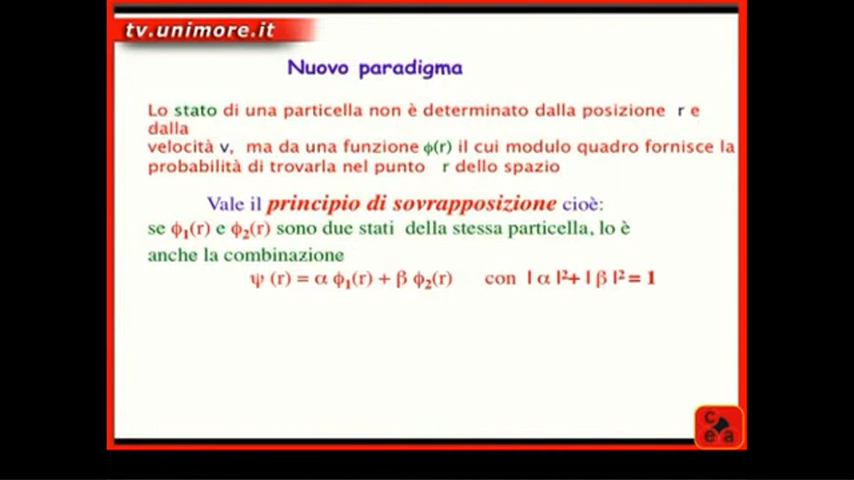 tv.unimore.it
Nuovo paradigma
Lo stato di una particella non è determinato dalla posizione r e
dalla
velocità v, ma da una funzione ϕ(r) il cui modulo quadro fornisce la
probabilità di trovarla nel punto r dello spazio
Vale il principio di sovrapposizione cioè:
se ϕ₁(r) e ϕ₂(r) sono due stati della stessa particella, lo è
anche la combinazione
ψ (r) = α ϕ₁(r) + β ϕ₂(r) con | α |²+ | β |² = 1
c
e a